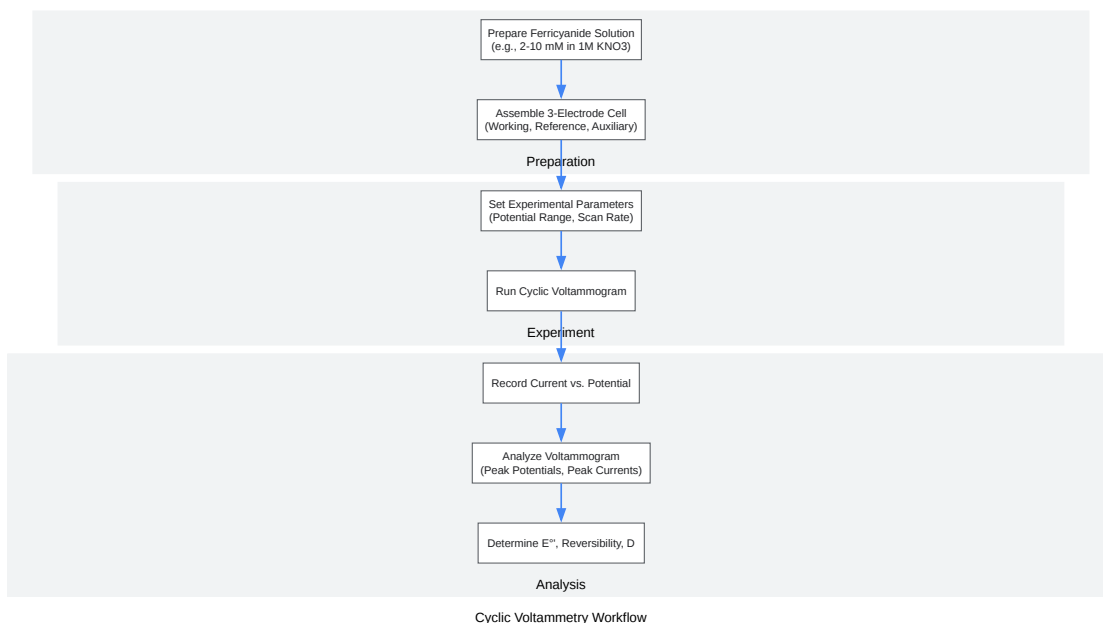 Prepare Ferricyanide Solution
(e.g., 2-10 mM in 1M KNO3)
Assemble 3-Electrode Cell
(Working, Reference, Auxiliary)
Preparation
Set Experimental Parameters
(Potential Range, Scan Rate)
Run Cyclic Voltammogram
Experiment
Record Current vs. Potential
Analyze Voltammogram
(Peak Potentials, Peak Currents)
Determine E°', Reversibility, D
Analysis
Cyclic Voltammetry Workflow